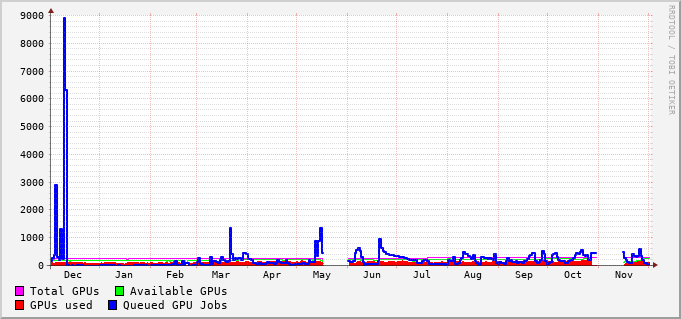 RRDTOOL / TOBI OETIKER
9000
8000
7000
6000
5000
4000
3000
2000
1000
0
Dec Jan Feb Mar Apr May Jun Jul Aug Sep Oct Nov
Total GPUs Available GPUs
GPUs used Queued GPU Jobs